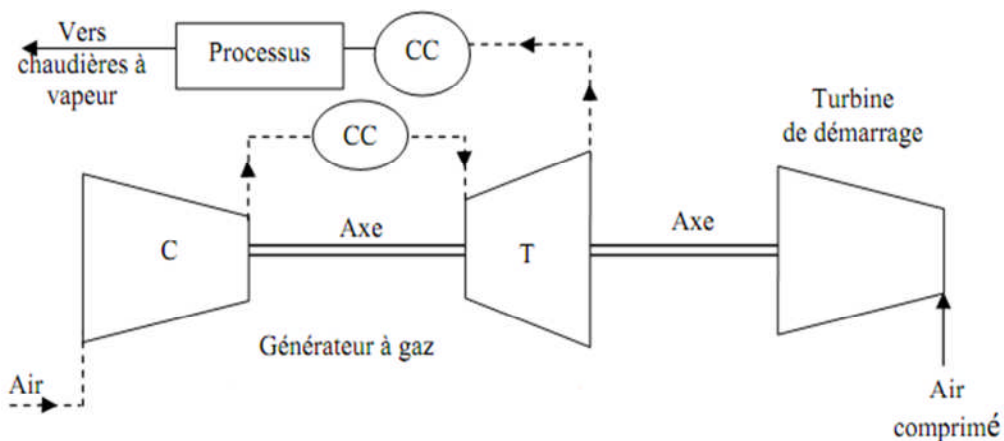 Vers
chaudières à
vapeur
Processus
CC
CC
Turbine
de démarrage
C
Axe
T
Axe
Générateur à gaz
Air
Air
comprimé